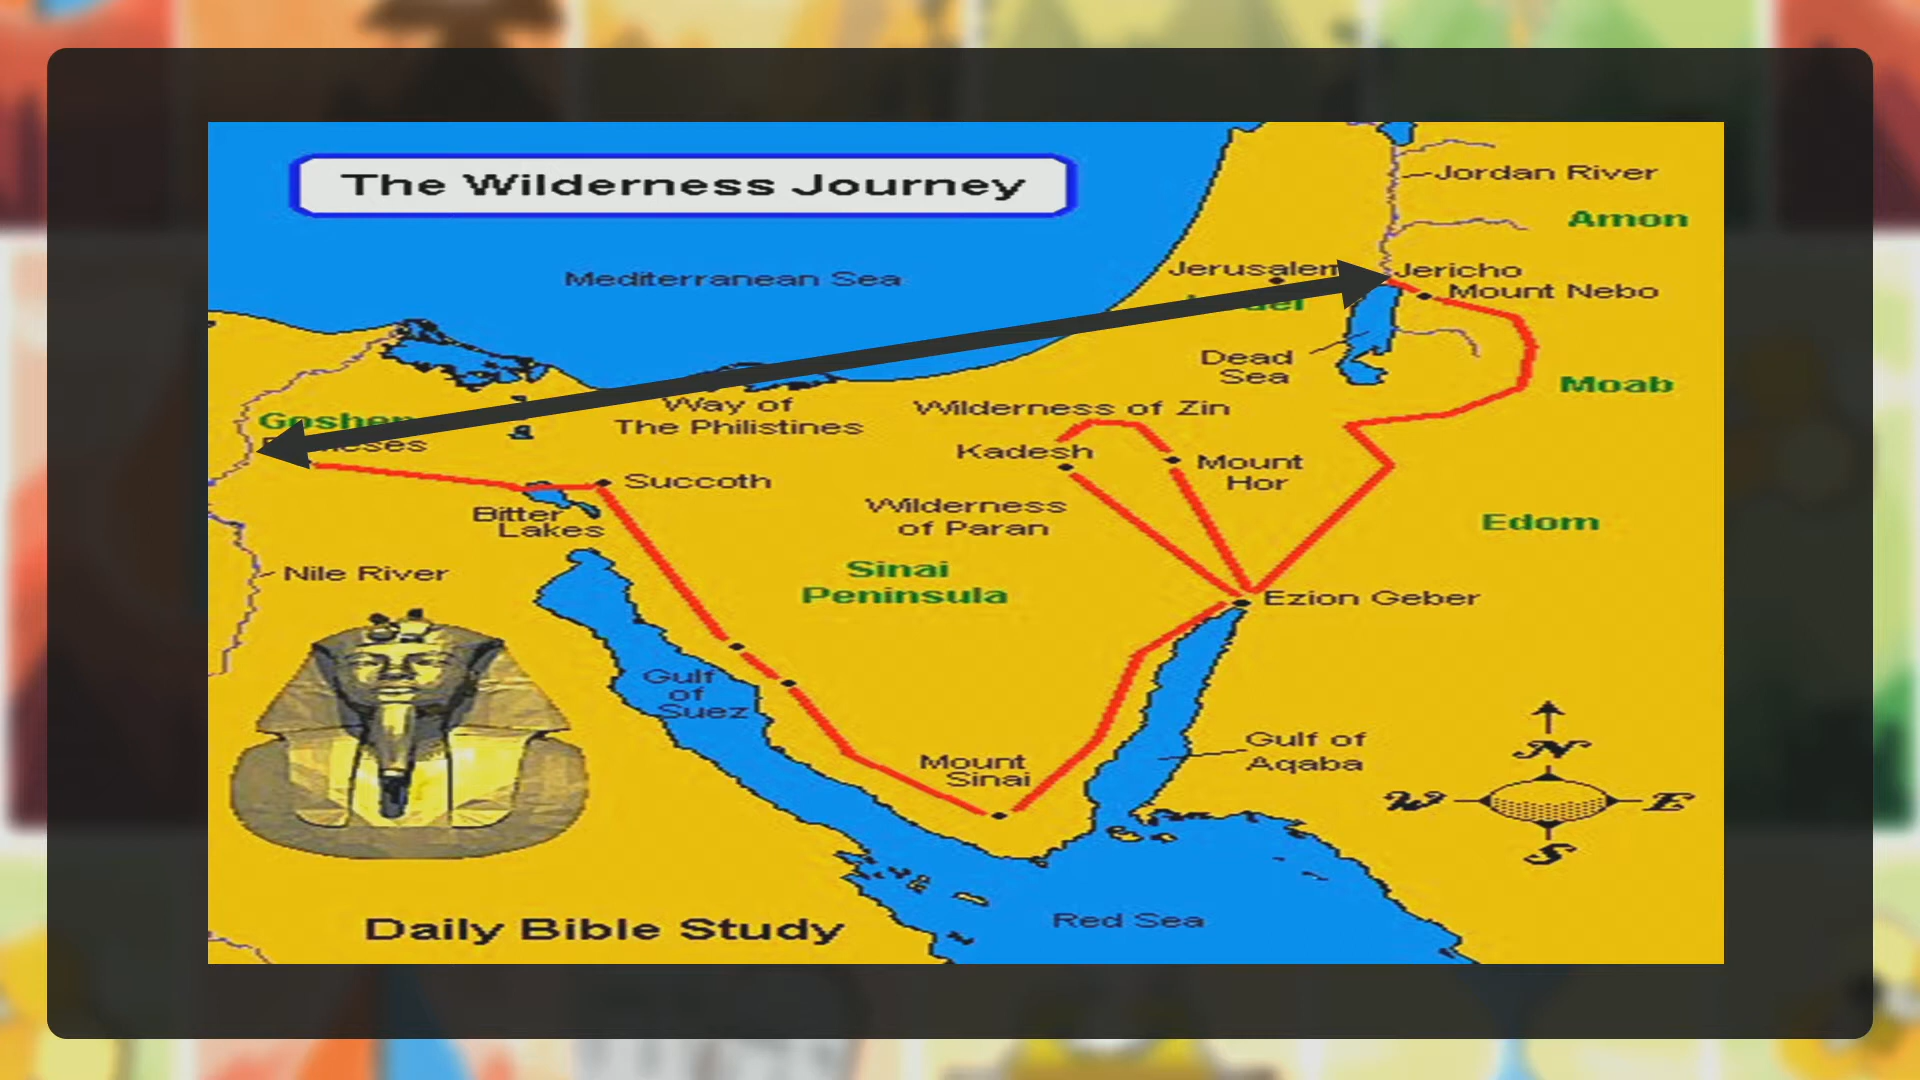 The Wilderness Journey
Jordan River
Amon
Mediterranean Sea
Jericho
Mount Nebo
Dead
Sea
Moab
Way of
The Philistines
Wilderness of Zin
Kadesh
Mount
Hor
Succoth
Bitter
Lakes
Wilderness
of Paran
Edom
Sinai
Peninsula
Nile River
Ezion Geber
Gulf
of
Suez
Mount
Sinai
Gulf of
Aqaba
N
W
E
S
Red Sea
Daily Bible Study